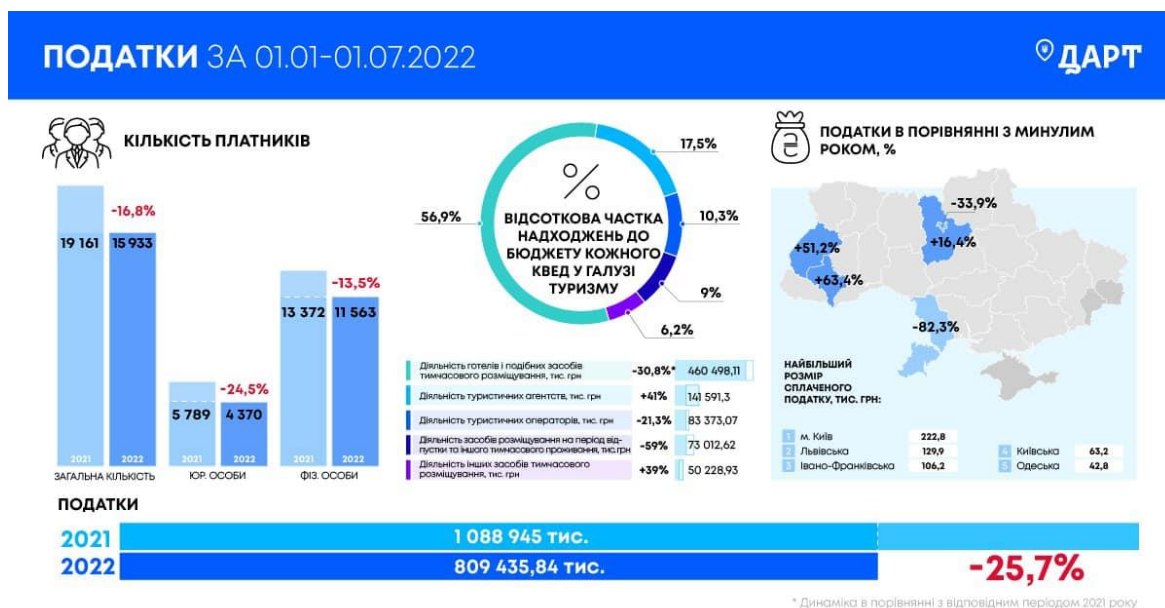 ПОДАТКИ ЗА 01.01-01.07.2022
ДАРТ
КІЛЬКІСТЬ ПЛАТНИКІВ
-16,8%
19 161
15 933
2021
2022
ЗАГАЛЬНА КІЛЬКІСТЬ
-24,5%
5 789
4 370
2021
2022
ЮР. ОСОБИ
-13,5%
13 372
11 563
2021
2022
ФІЗ. ОСОБИ
%
ВІДСОТКОВА ЧАСТКА
НАДХОДЖЕНЬ ДО
БЮДЖЕТУ КОЖНОГО
КВЕД У ГАЛУЗІ
ТУРИЗМУ
56,9%
17,5%
10,3%
9%
6,2%
Діяльність готелів і подібних засобів
тимчасового розміщування, тис. грн
-30,8%*
460 498,11
Діяльність туристичних агентств, тис. грн
+41%
141 591,3
Діяльність туристичних операторів, тис. грн
-21,3%
83 373,07
Діяльність засобів розміщування на період від-
пустки та іншого тимчасового проживання, тис.грн
-59%
73 012,62
Діяльність інших засобів тимчасового
розміщування, тис. грн
+39%
50 228,93
₴
ПОДАТКИ В ПОРІВНЯННІ З МИНУЛИМ
РОКОМ, %
-33,9%
+16,4%
+51,2%
+63,4%
-82,3%
НАЙБІЛЬШИЙ
РОЗМІР
СПЛАЧЕНОГО
ПОДАТКУ, ТИС. ГРН:
1 м. Київ 222,8
2 Львівська 129,9
3 Івано-Франківська 106,2
4 Київська 63,2
5 Одеська 42,8
ПОДАТКИ
2021 1 088 945 тис.
2022 809 435,84 тис.
-25,7%
* Динаміка в порівнянні з відповідним періодом 2021 року